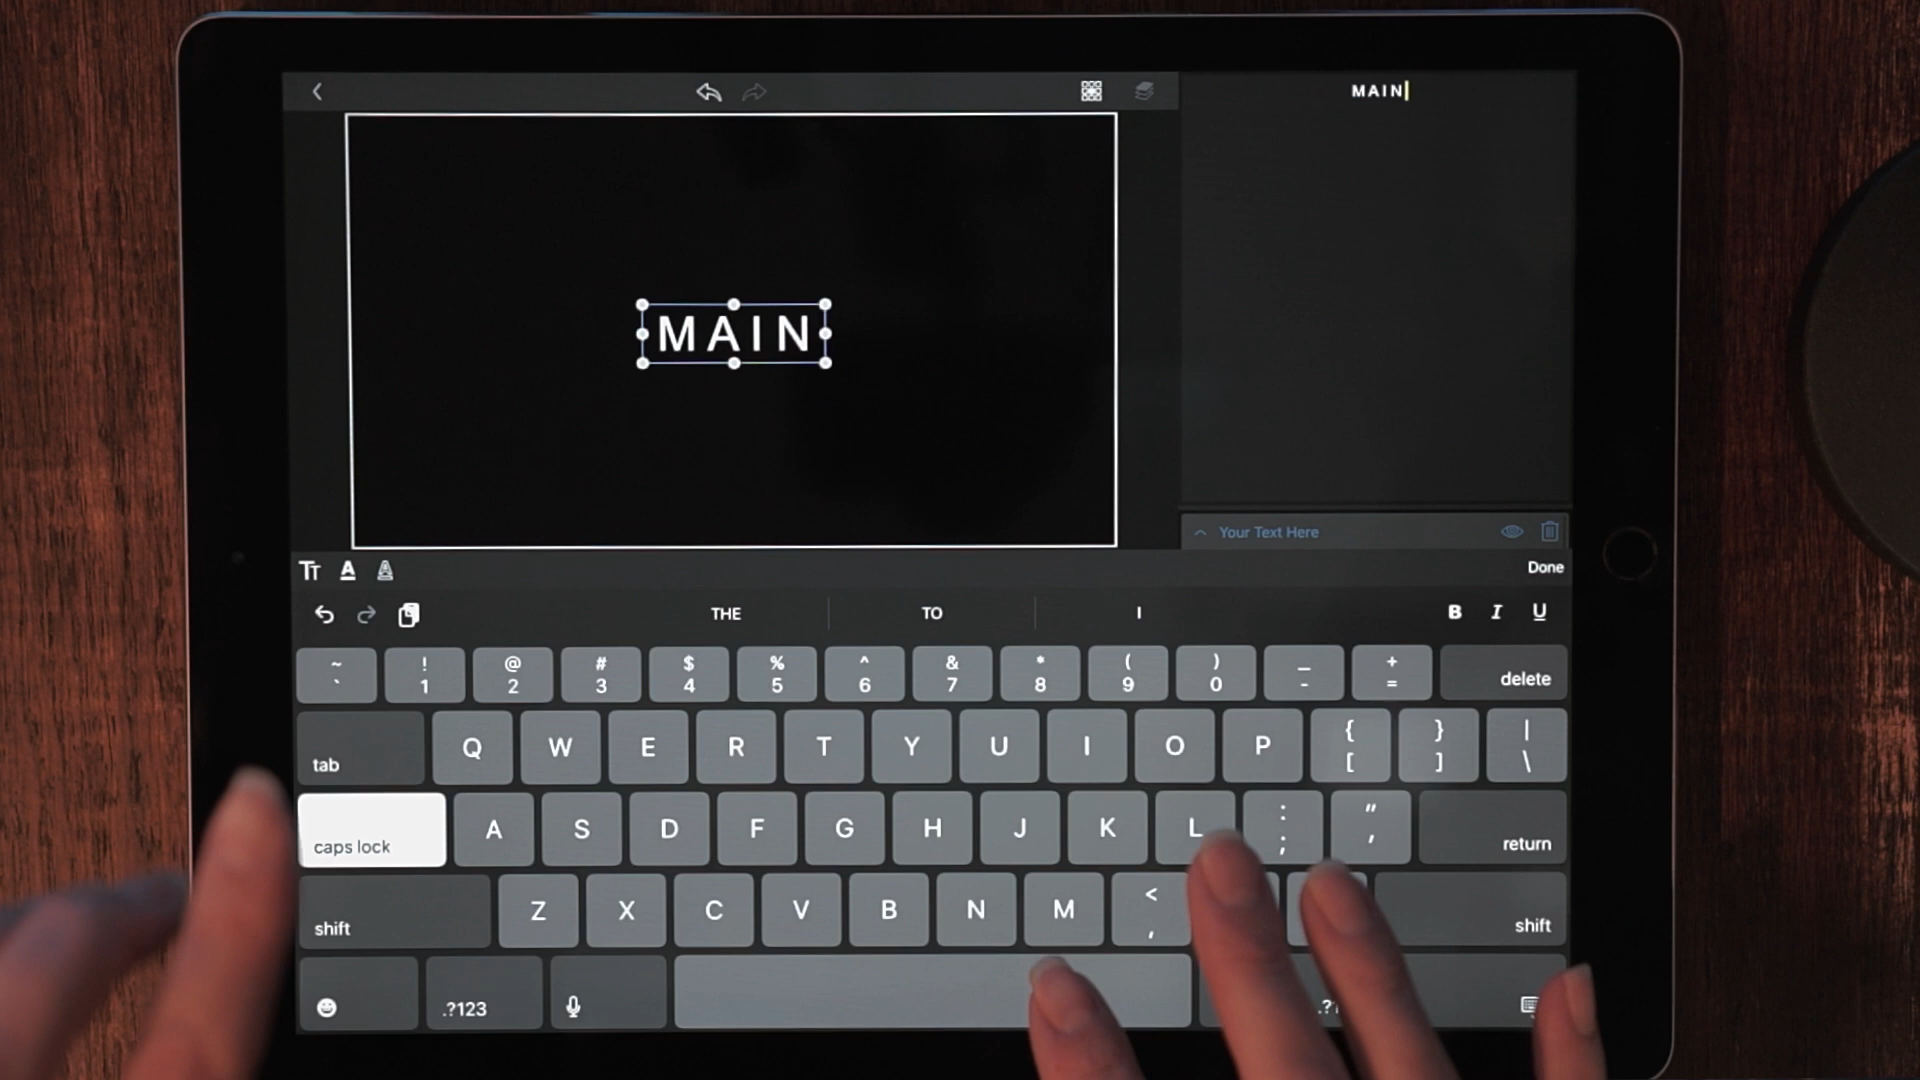 MAIN
MAIN
Your Text Here
Done
THE TO I B I U
~ ! @ # $ % ^ & * ( ) _ +
` 1 2 3 4 5 6 7 8 9 0 - = delete
tab Q W E R T Y U I O P { [ } ] | \
caps lock A S D F G H J K L : ; " ' return
shift Z X C V B N M < , shift
.?123